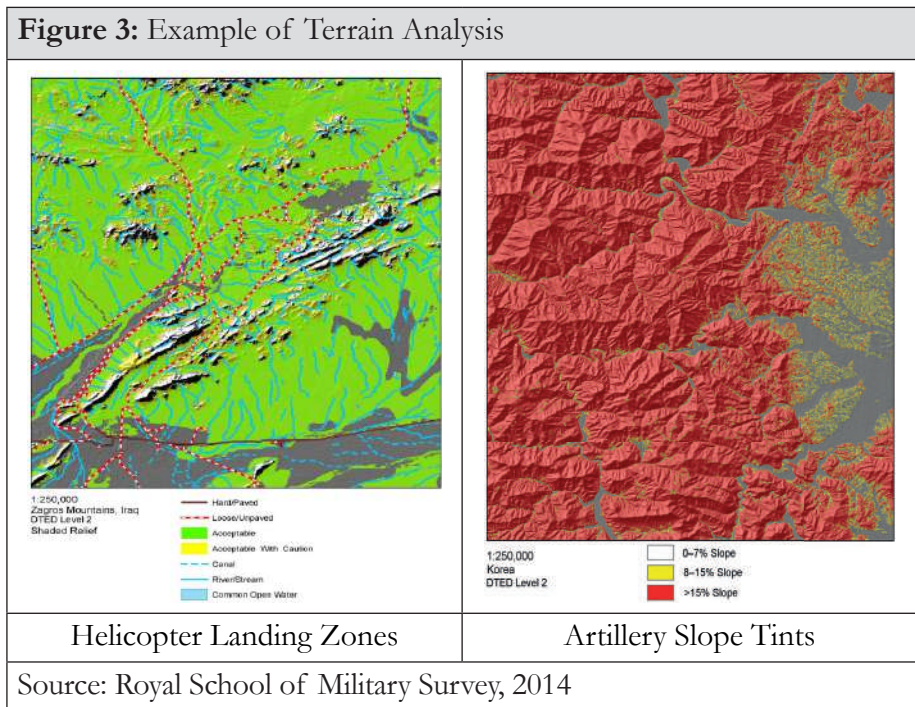 Figure 3: Example of Terrain Analysis
1:250,000
Zagros Mountains, Iraq
DTED Level 2
Shaded Relief
Hard/Paved
Loose/Unpaved
Acceptable
Acceptable With Caution
Canal
River/Stream
Common Open Water
1:250,000
Korea
DTED Level 2
0–7% Slope
8–15% Slope
>15% Slope
Helicopter Landing Zones
Artillery Slope Tints
Source: Royal School of Military Survey, 2014